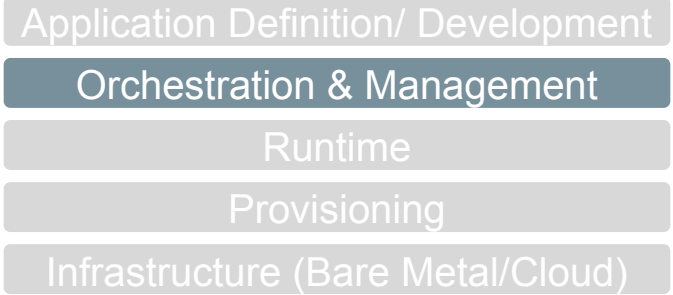 Application Definition/ Development
Orchestration & Management
Runtime
Provisioning
Infrastructure (Bare Metal/Cloud)